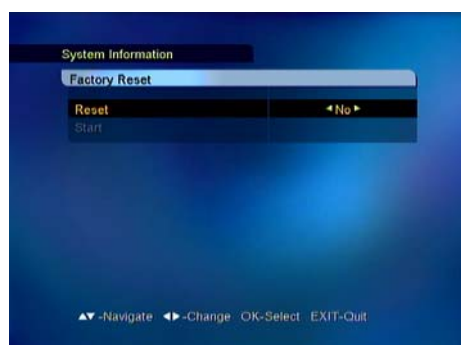 System Information
Factory Reset
Reset ◄No►
Start
▲▼-Navigate ◄►-Change OK-Select EXIT-Quit